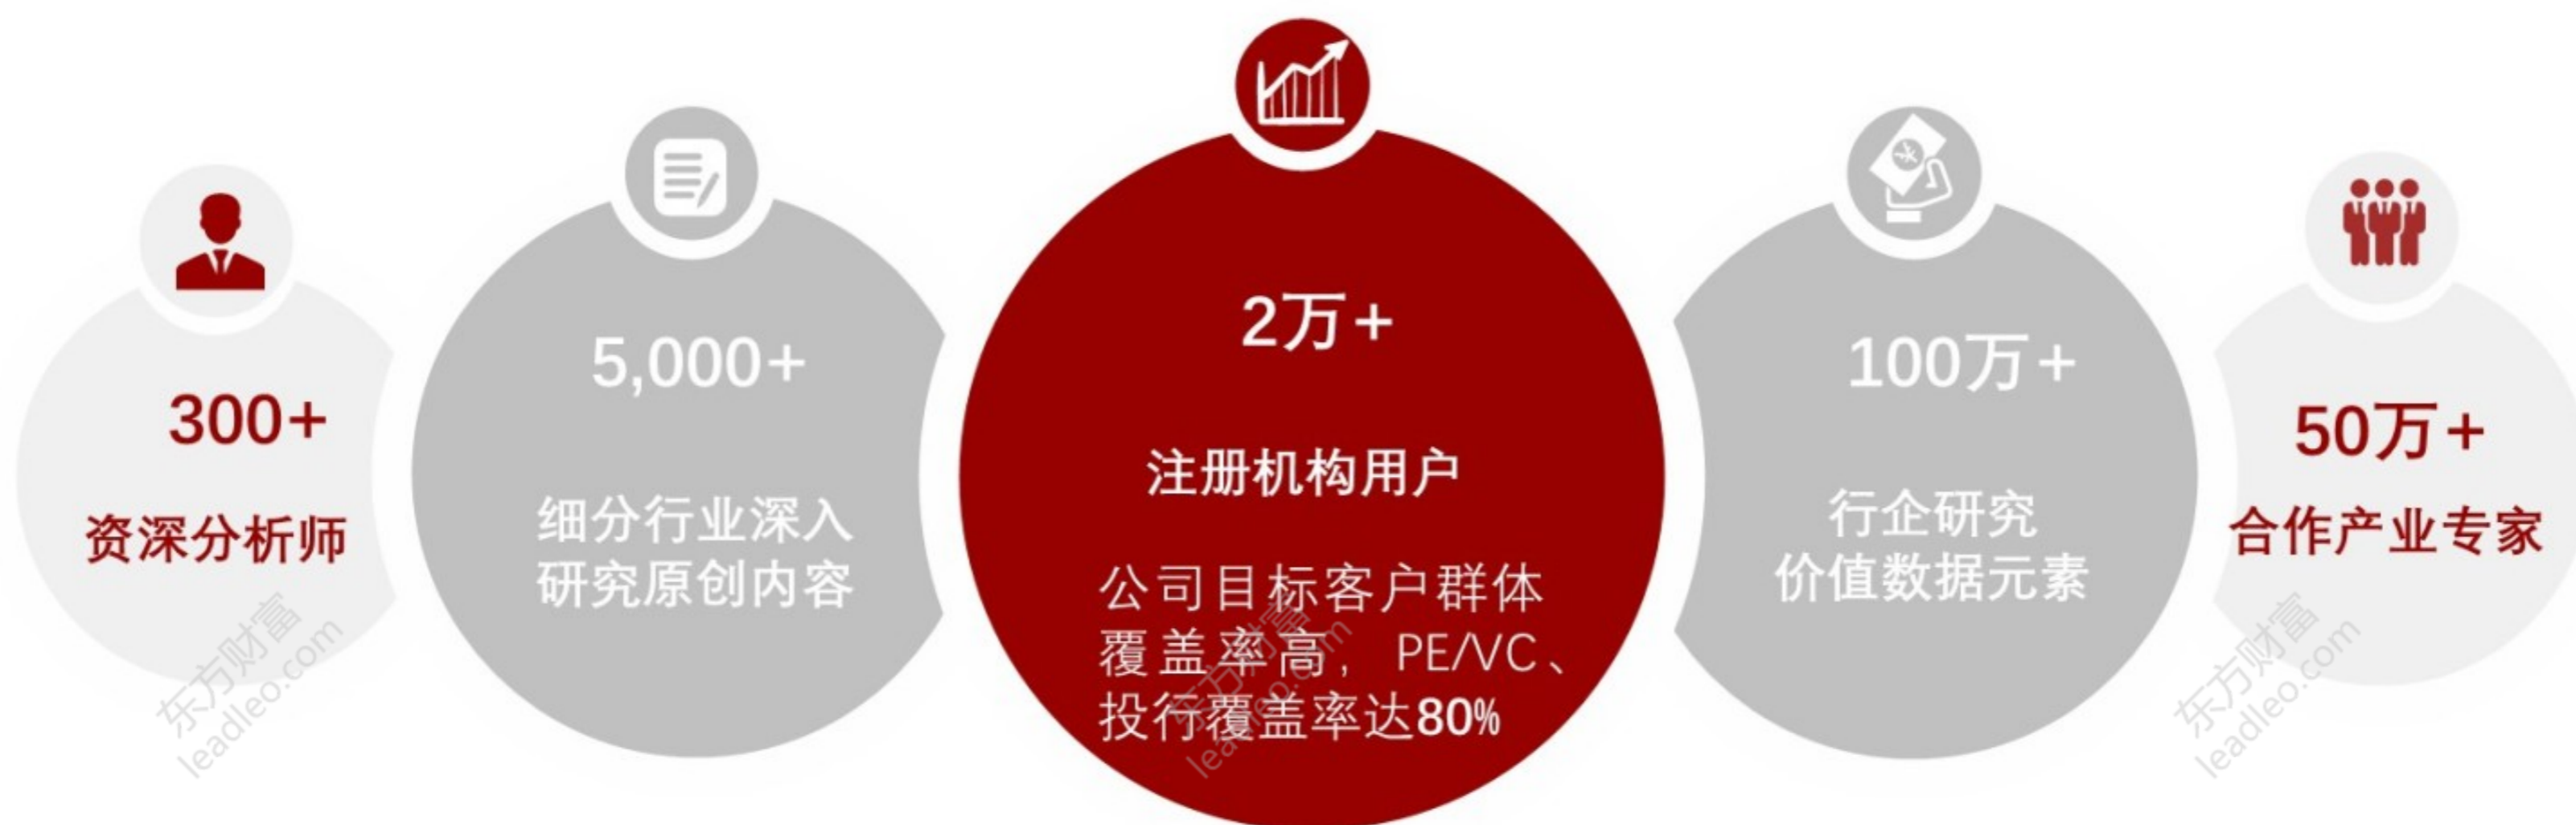 300+
资深分析师
5,000+
细分行业深入
研究原创内容
2万+
注册机构用户
公司目标客户群体
覆盖率高，PE/VC、
投行覆盖率达80%
100万+
行企研究
价值数据元素
50万+
合作产业专家
东方财富
leadleo.com
东方财富
leadleo.com
东方财富
leadleo.com